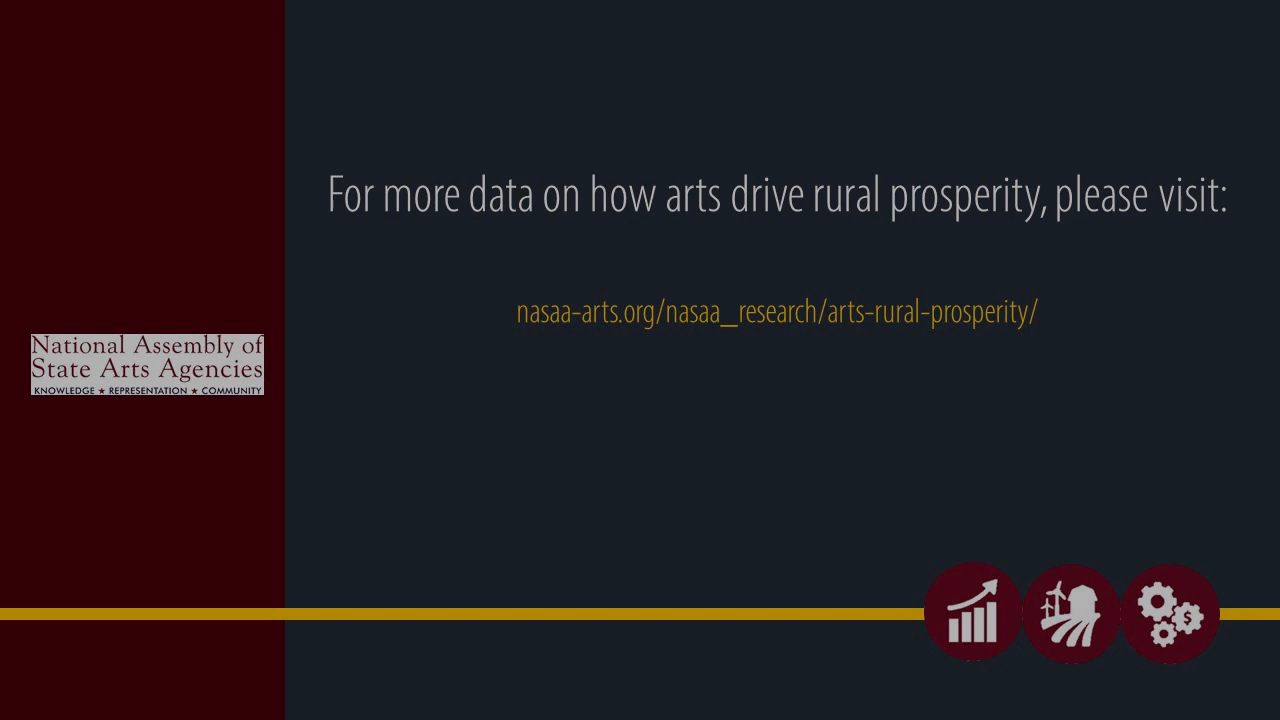 For more data on how arts drive rural prosperity, please visit:
nasaa-arts.org/nasaa_research/arts-rural-prosperity/
National Assembly of
State Arts Agencies
KNOWLEDGE ★ REPRESENTATION ★ COMMUNITY
$